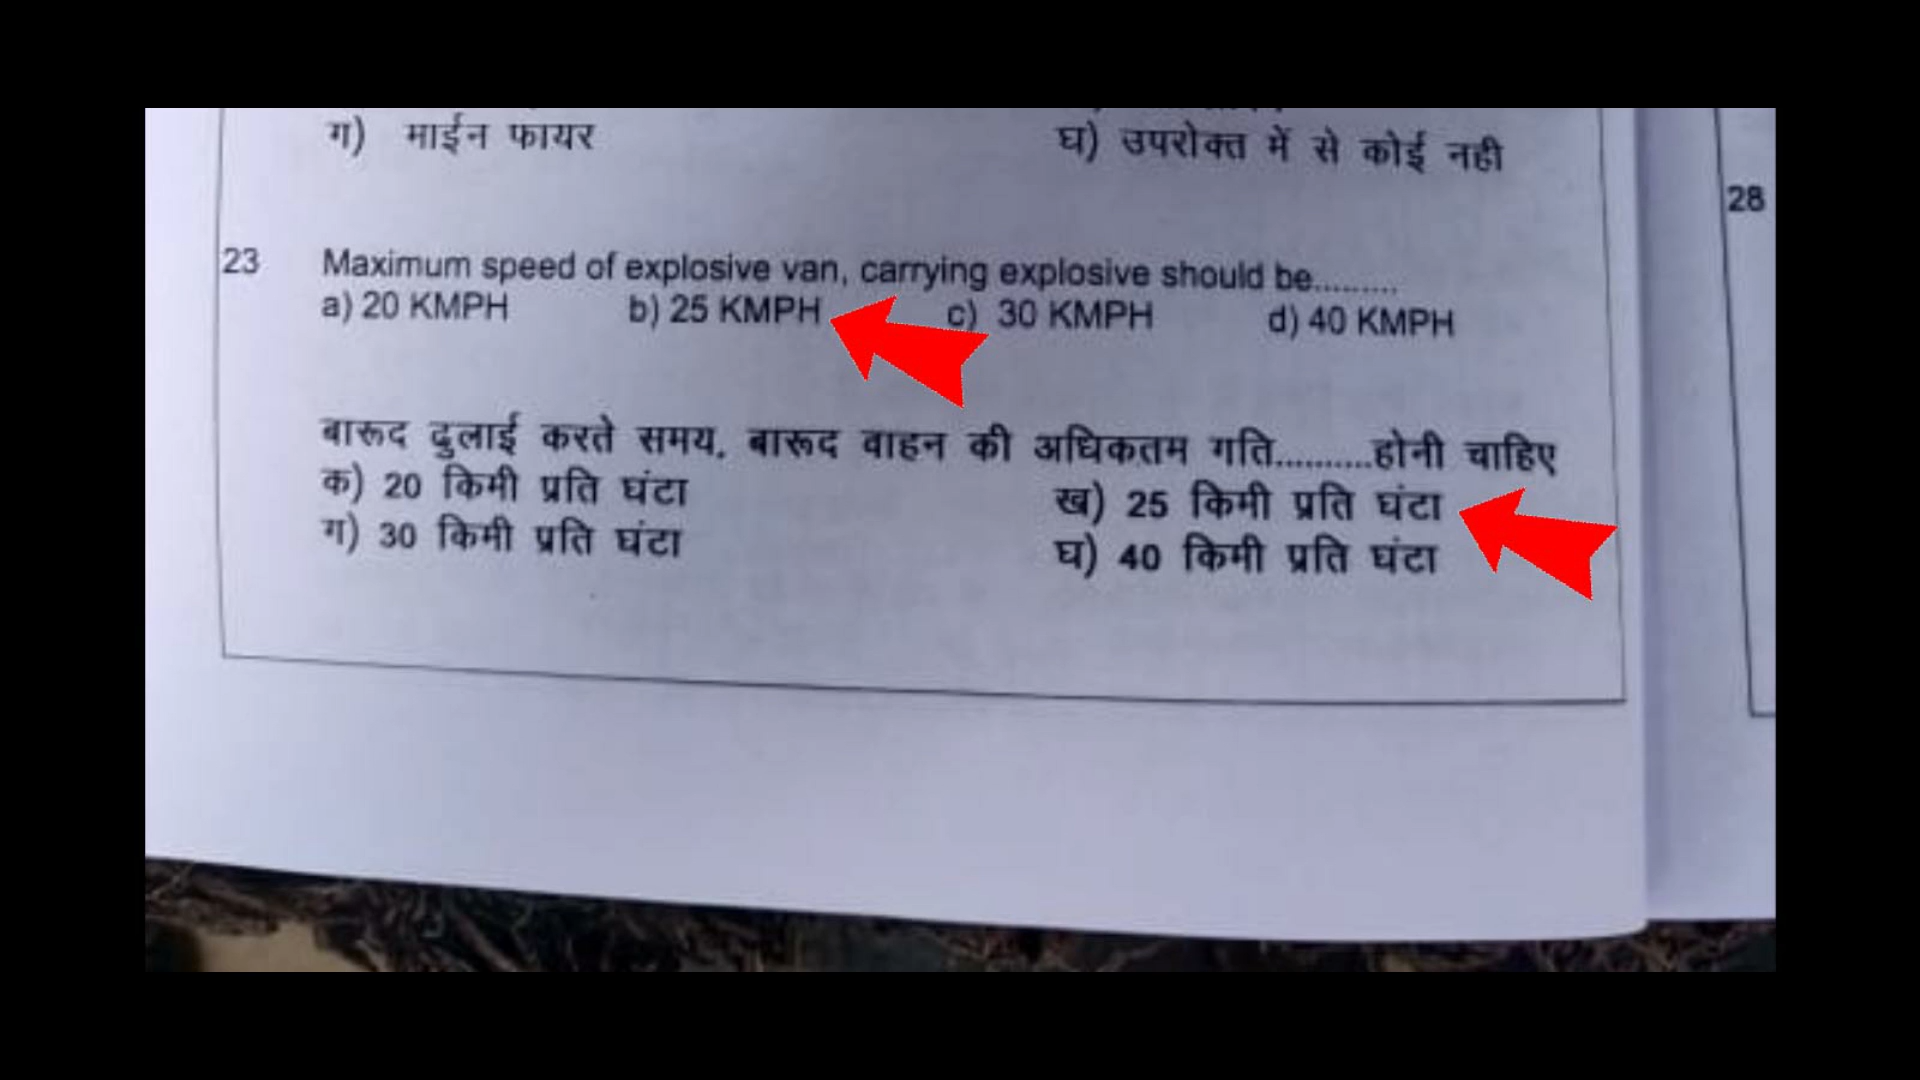 ग) माईन फायर
घ) उपरोक्त में से कोई नही
28
23 Maximum speed of explosive van, carrying explosive should be.........
a) 20 KMPH b) 25 KMPH c) 30 KMPH d) 40 KMPH
बारूद ढुलाई करते समय, बारूद वाहन की अधिकतम गति..........होनी चाहिए
क) 20 किमी प्रति घंटा ख) 25 किमी प्रति घंटा
ग) 30 किमी प्रति घंटा घ) 40 किमी प्रति घंटा